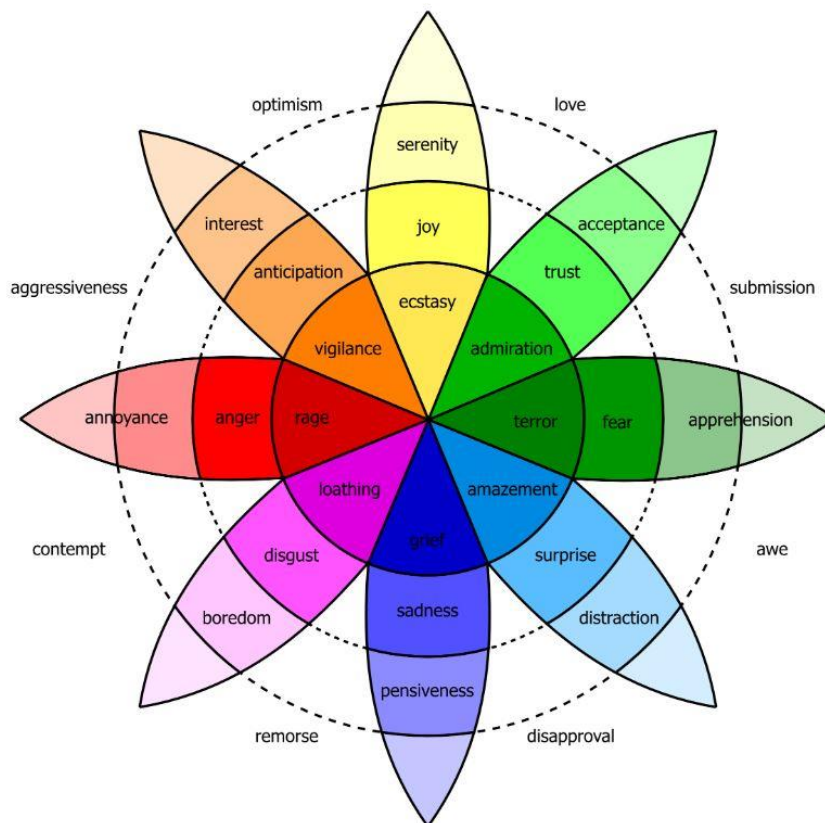 optimism
love
serenity
interest
acceptance
joy
anticipation
trust
aggressiveness
submission
ecstasy
vigilance
admiration
annoyance
anger
rage
terror
fear
apprehension
loathing
amazement
contempt
grief
awe
disgust
surprise
boredom
sadness
distraction
pensiveness
remorse
disapproval